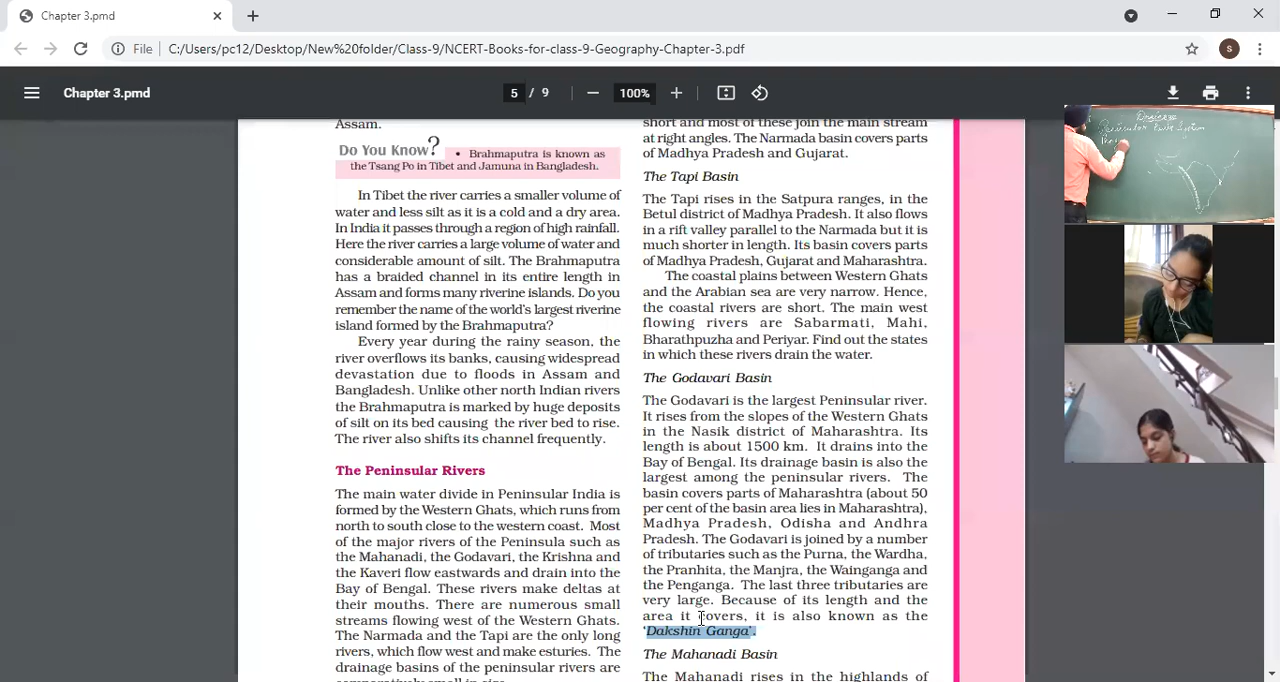 Chapter 3.pmd
File
C:/Users/pc12/Desktop/New%20folder/Class-9/NCERT-Books-for-class-9-Geography-Chapter-3.pdf
S
Chapter 3.pmd
5 / 9
100%
Assam.
Do You Know?
• Brahmaputra is known as
the Tsang Po in Tibet and Jamuna in Bangladesh.
In Tibet the river carries a smaller volume of
water and less silt as it is a cold and a dry area.
In India it passes through a region of high rainfall.
Here the river carries a large volume of water and
considerable amount of silt. The Brahmaputra
has a braided channel in its entire length in
Assam and forms many riverine islands. Do you
remember the name of the world's largest riverine
island formed by the Brahmaputra?
Every year during the rainy season, the
river overflows its banks, causing widespread
devastation due to floods in Assam and
Bangladesh. Unlike other north Indian rivers
the Brahmaputra is marked by huge deposits
of silt on its bed causing the river bed to rise.
The river also shifts its channel frequently.
The Peninsular Rivers
The main water divide in Peninsular India is
formed by the Western Ghats, which runs from
north to south close to the western coast. Most
of the major rivers of the Peninsula such as
the Mahanadi, the Godavari, the Krishna and
the Kaveri flow eastwards and drain into the
Bay of Bengal. These rivers make deltas at
their mouths. There are numerous small
streams flowing west of the Western Ghats.
The Narmada and the Tapi are the only long
rivers, which flow west and make esturies. The
drainage basins of the peninsular rivers are
comparatively small in size.
short and most of these join the main stream
at right angles. The Narmada basin covers parts
of Madhya Pradesh and Gujarat.
The Tapi Basin
The Tapi rises in the Satpura ranges, in the
Betul district of Madhya Pradesh. It also flows
in a rift valley parallel to the Narmada but it is
much shorter in length. Its basin covers parts
of Madhya Pradesh, Gujarat and Maharashtra.
The coastal plains between Western Ghats
and the Arabian sea are very narrow. Hence,
the coastal rivers are short. The main west
flowing rivers are Sabarmati, Mahi,
Bharathpuzha and Periyar. Find out the states
in which these rivers drain the water.
The Godavari Basin
The Godavari is the largest Peninsular river.
It rises from the slopes of the Western Ghats
in the Nasik district of Maharashtra. Its
length is about 1500 km. It drains into the
Bay of Bengal. Its drainage basin is also the
largest among the peninsular rivers. The
basin covers parts of Maharashtra (about 50
per cent of the basin area lies in Maharashtra),
Madhya Pradesh, Odisha and Andhra
Pradesh. The Godavari is joined by a number
of tributaries such as the Purna, the Wardha,
the Pranhita, the Manjra, the Wainganga and
the Penganga. The last three tributaries are
very large. Because of its length and the
area it covers, it is also known as the
'Dakshin Ganga'.
The Mahanadi Basin
The Mahanadi rises in the highlands of
Drainage
Peninsular River System